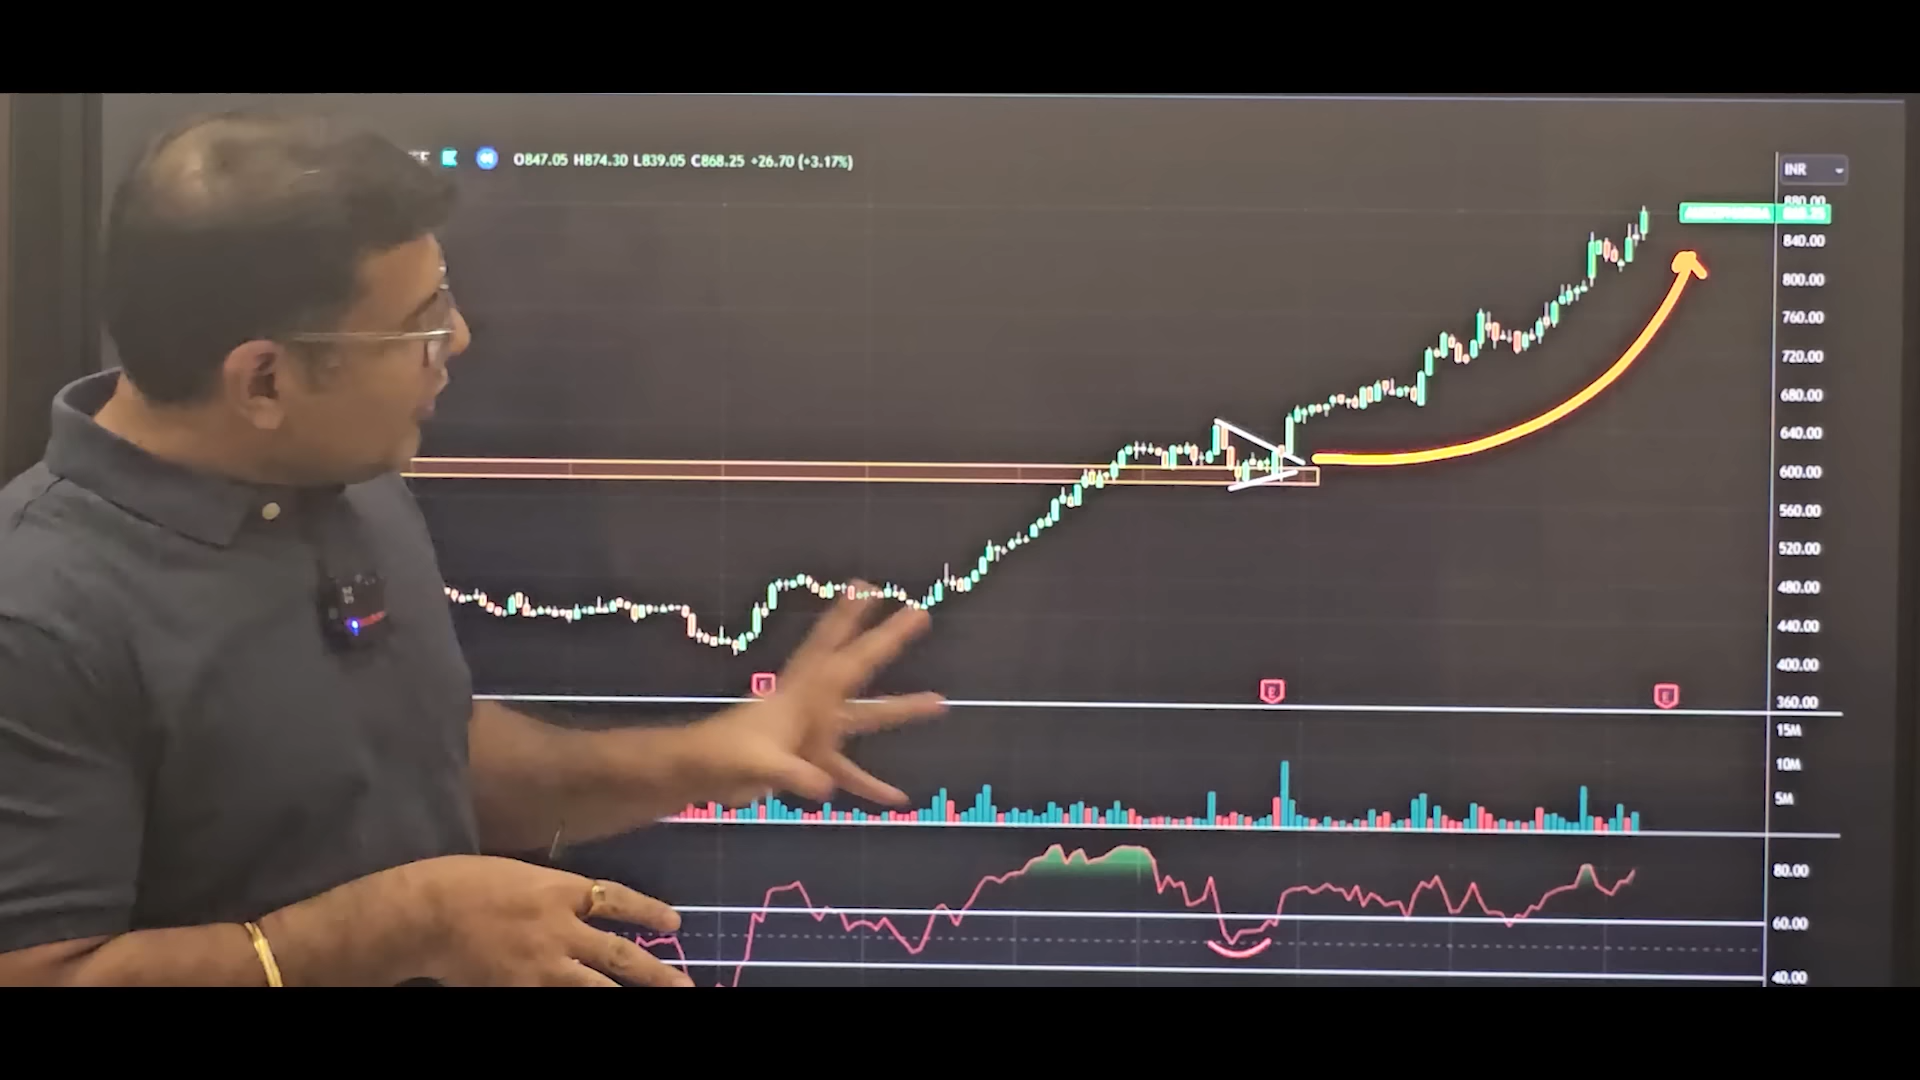 O847.05 H874.30 L839.05 C868.25 +26.70 (+3.17%)
INR
880.00
840.00
800.00
760.00
720.00
680.00
640.00
600.00
560.00
520.00
480.00
440.00
400.00
360.00
E
E
E
15M
10M
5M
80.00
60.00
40.00